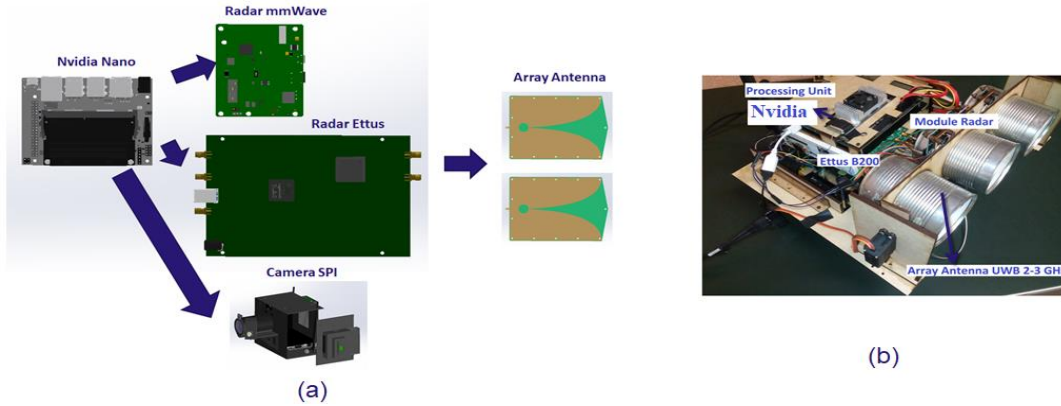 Radar mmWave
Nvidia Nano
Array Antenna
Radar Ettus
Camera SPI
(a)
Processing Unit
Nvidia
Module Radar
Ettus B200
Array Antenna UWB 2-3 GH
(b)